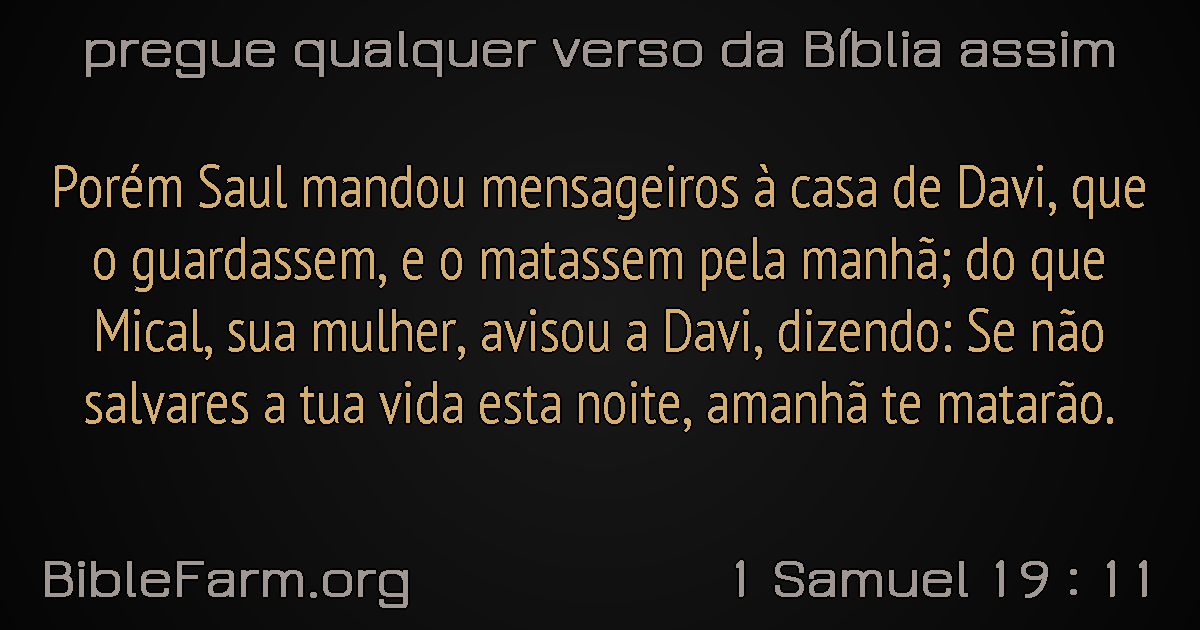 pregue qualquer verso da Bíblia assim
Porém Saul mandou mensageiros à casa de Davi, que
o guardassem, e o matassem pela manhã; do que
Mical, sua mulher, avisou a Davi, dizendo: Se não
salvares a tua vida esta noite, amanhã te matarão.
BibleFarm.org
1 Samuel 19 : 11